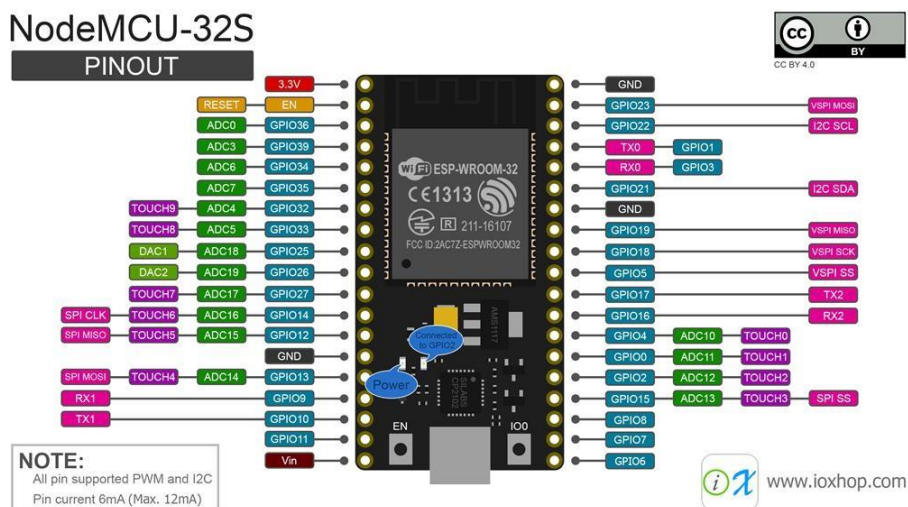 NodeMCU-32S
PINOUT
cc BY
CC BY 4.0
3.3V
RESET EN
ADC0 GPIO36
ADC3 GPIO39
ADC6 GPIO34
ADC7 GPIO35
TOUCH9 ADC4 GPIO32
TOUCH8 ADC5 GPIO33
DAC1 ADC18 GPIO25
DAC2 ADC19 GPIO26
TOUCH7 ADC17 GPIO27
SPI CLK TOUCH6 ADC16 GPIO14
SPI MISO TOUCH5 ADC15 GPIO12
GND
SPI MOSI TOUCH4 ADC14 GPIO13
RX1 GPIO9
TX1 GPIO10
GPIO11
Vin
WiFi ESP-WROOM-32
CE1313
R 211-16107
FCC ID:2AC7Z-ESPWROOM32
AMS1117
Connected
to GPIO2
Power
SILABS
CP2102
EN
IO0
GND
GPIO23 VSPI MOSI
GPIO22 I2C SCL
TX0 GPIO1
RX0 GPIO3
GPIO21 I2C SDA
GND
GPIO19 VSPI MISO
GPIO18 VSPI SCK
GPIO5 VSPI SS
GPIO17 TX2
GPIO16 RX2
GPIO4 ADC10 TOUCH0
GPIO0 ADC11 TOUCH1
GPIO2 ADC12 TOUCH2
GPIO15 ADC13 TOUCH3 SPI SS
GPIO8
GPIO7
GPIO6
NOTE:
All pin supported PWM and I2C
Pin current 6mA (Max. 12mA)
iX www.ioxhop.com